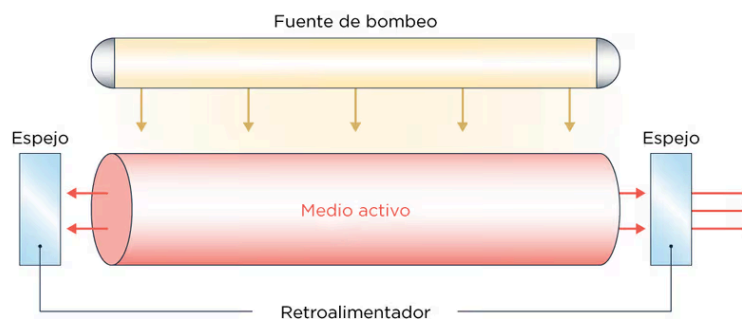 Fuente de bombeo
Espejo
Espejo
Medio activo
Retroalimentador